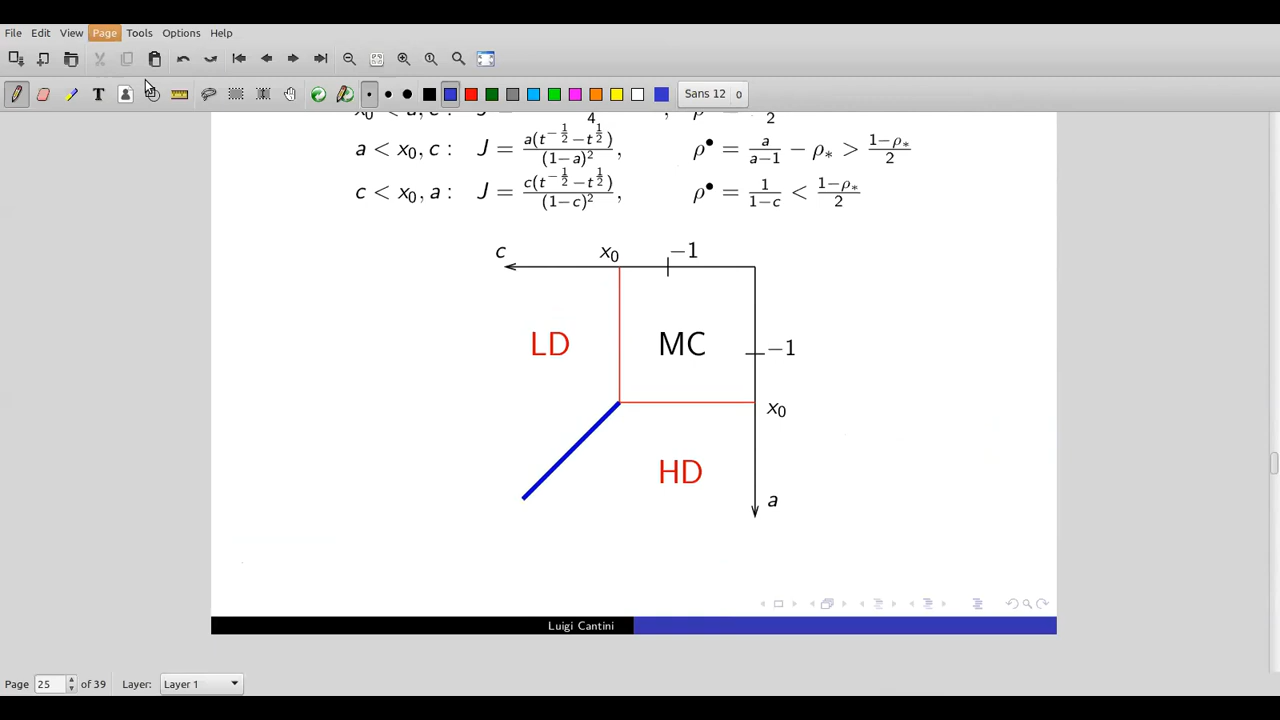 File Edit View Page Tools Options Help
Sans 12 0
4 , 2
a < x₀, c : J = a(t^{-1/2}−t^{1/2})/(1−a)², ρ• = a/(a−1) − ρ* > (1−ρ*)/2
c < x₀, a : J = c(t^{-1/2}−t^{1/2})/(1−c)², ρ• = 1/(1−c) < (1−ρ*)/2
c x₀ −1
LD MC −1
x₀
HD
a
Luigi Cantini
Page 25 of 39 Layer: Layer 1